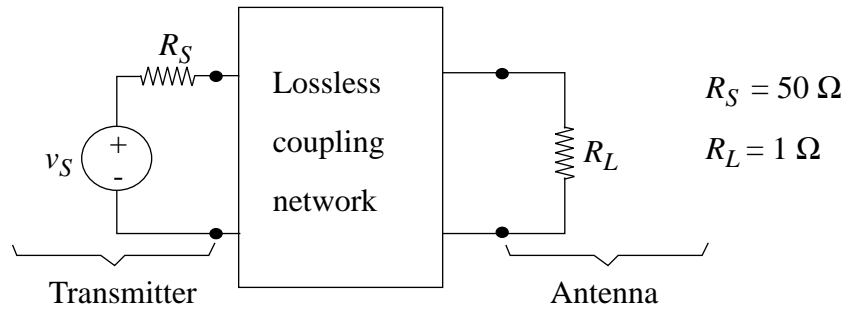 R_S
Lossless
coupling
network
v_S
+
-
R_L
R_S = 50 Ω
R_L = 1 Ω
Transmitter
Antenna